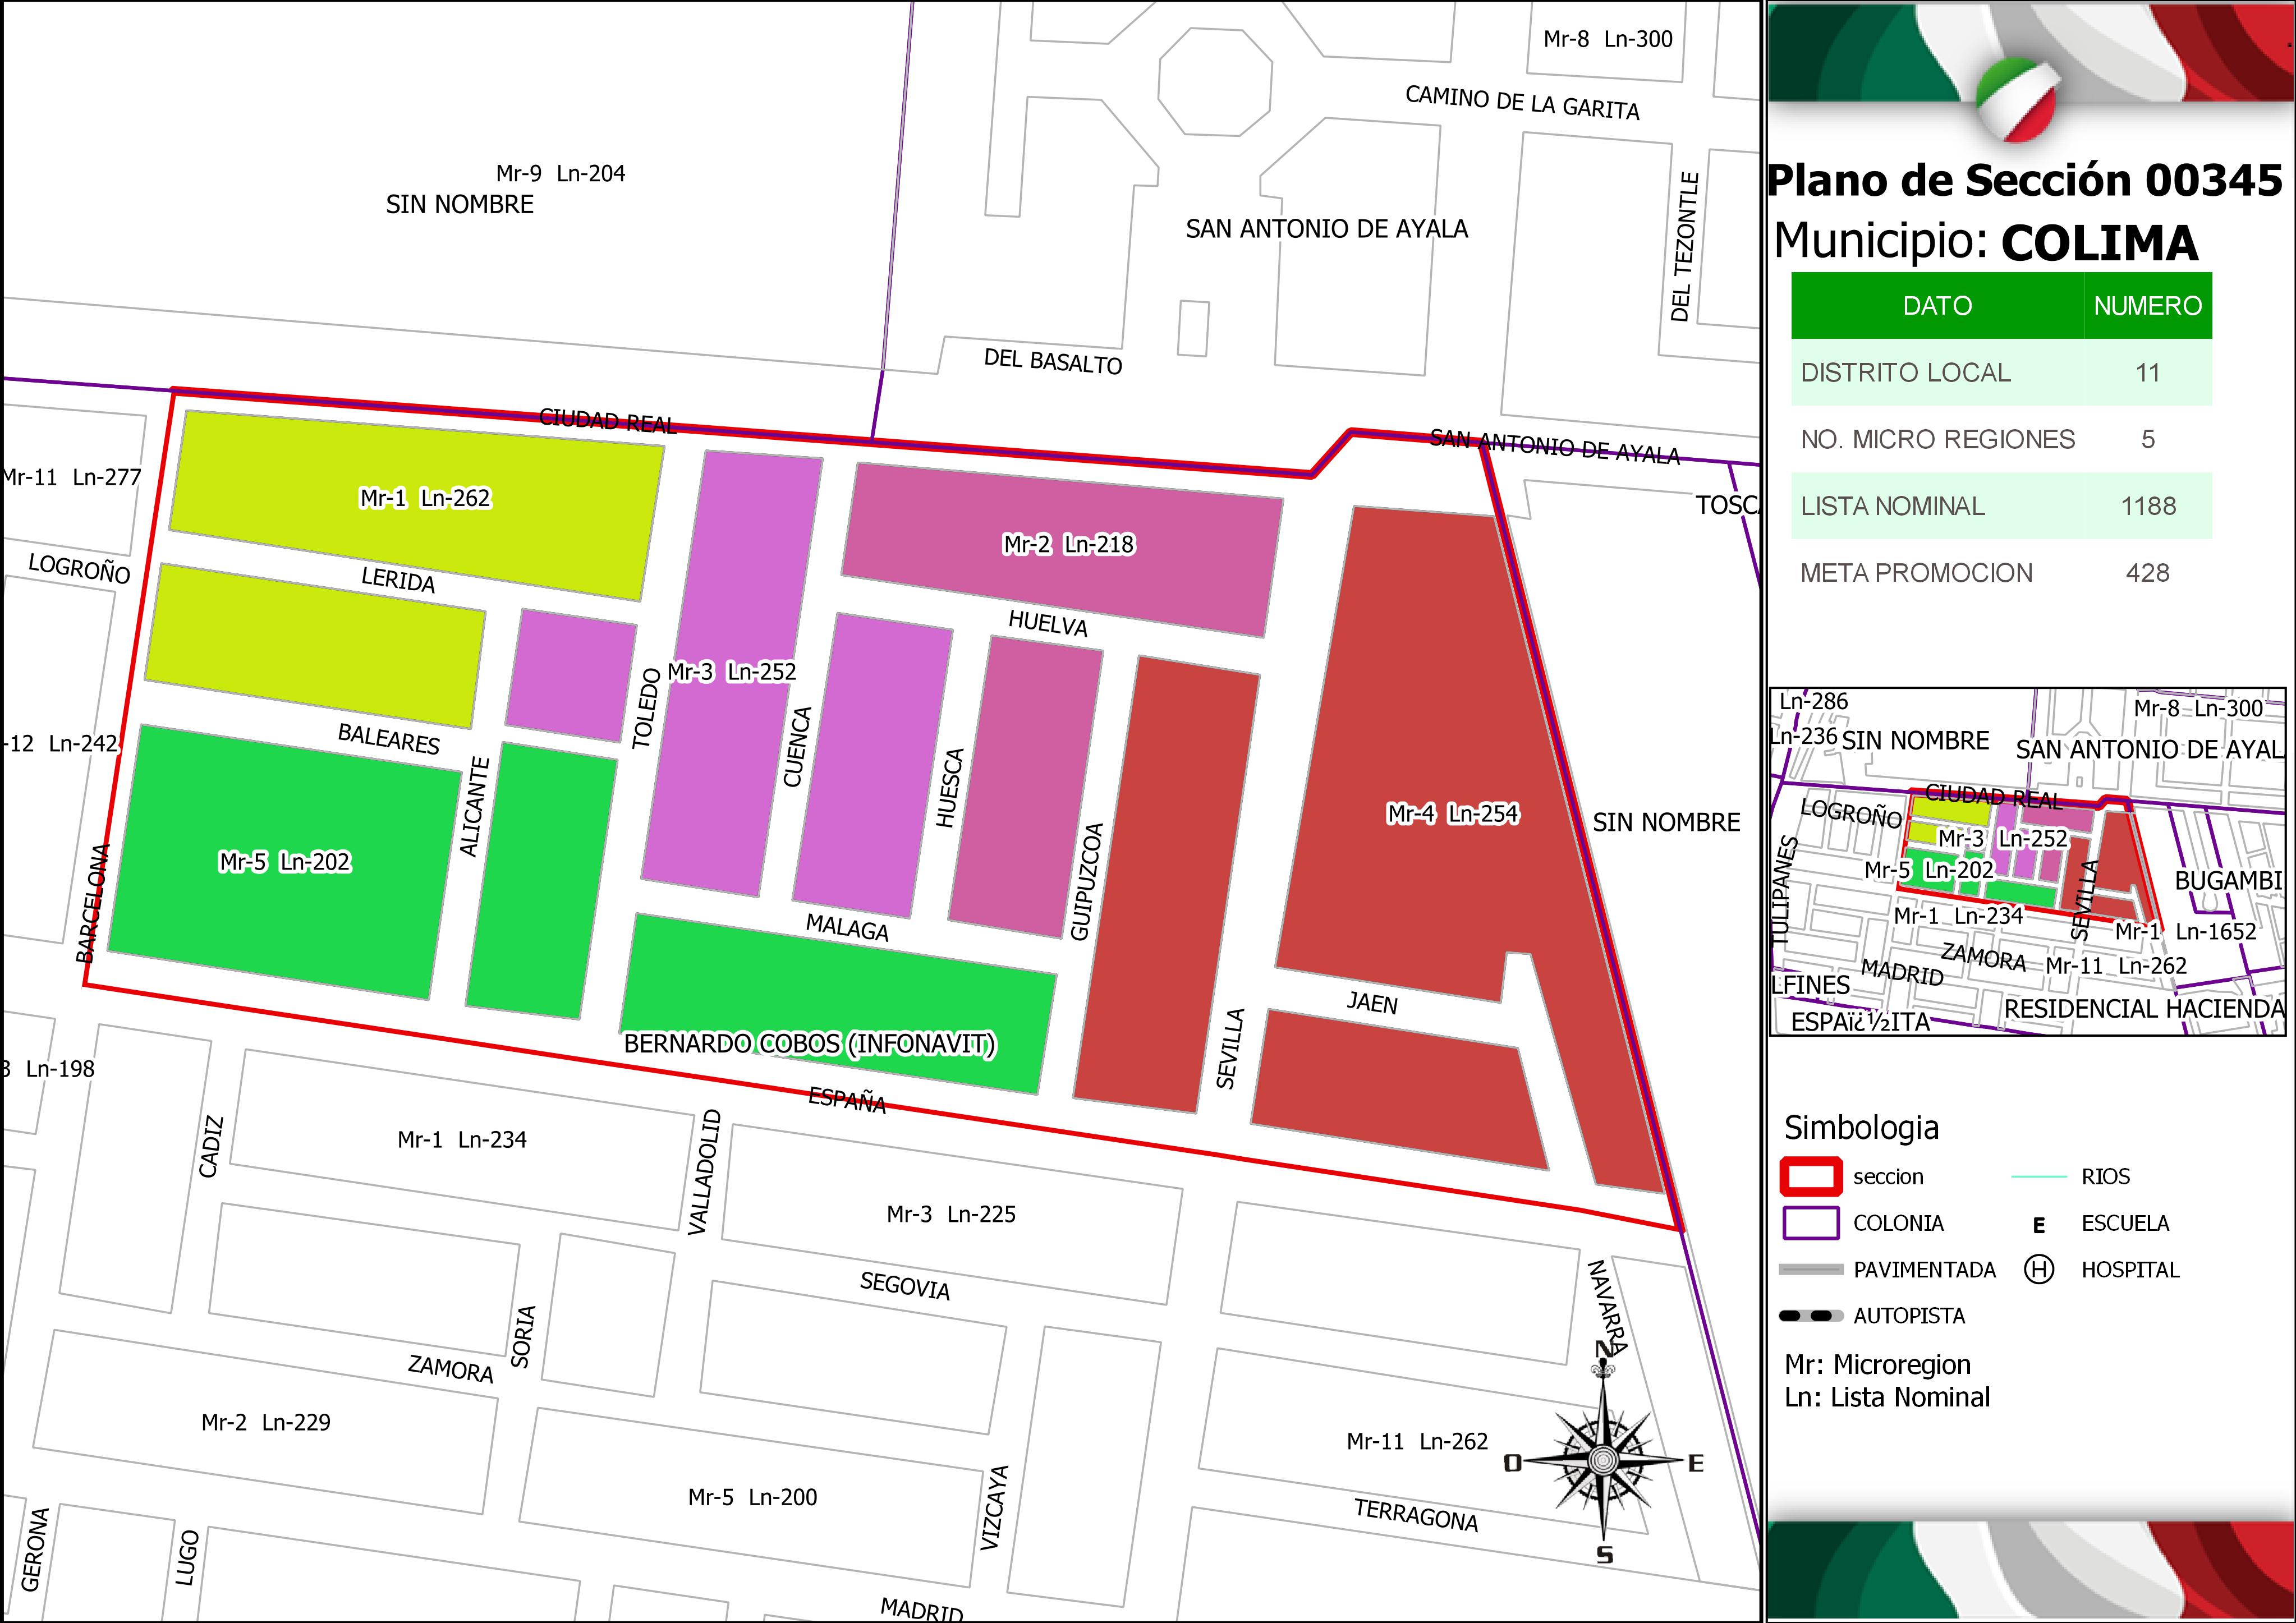 Mr-8 Ln-300
CAMINO DE LA GARITA
Mr-9 Ln-204
SIN NOMBRE
SAN ANTONIO DE AYALA
DEL TEZONTLE
DEL BASALTO
CIUDAD REAL
SAN ANTONIO DE AYALA
Mr-11 Ln-277
Mr-1 Ln-262
TOSCA
Mr-2 Ln-218
LOGROÑO
LERIDA
HUELVA
Mr-3 Ln-252
TOLEDO
CUENCA
-12 Ln-242
BALEARES
ALICANTE
HUESCA
Mr-4 Ln-254
SIN NOMBRE
Mr-5 Ln-202
BARCELONA
GUIPUZCOA
MALAGA
JAEN
SEVILLA
BERNARDO COBOS (INFONAVIT)
3 Ln-198
ESPAÑA
CADIZ
Mr-1 Ln-234
VALLADOLID
Mr-3 Ln-225
SEGOVIA
NAVARRA
SORIA
ZAMORA
Mr-2 Ln-229
Mr-11 Ln-262
Mr-5 Ln-200
VIZCAYA
TERRAGONA
GERONA
LUGO
MADRID
N
O
E
S
Plano de Sección 00345
Municipio: COLIMA
DATO NUMERO
DISTRITO LOCAL 11
NO. MICRO REGIONES 5
LISTA NOMINAL 1188
META PROMOCION 428
Ln-286
Mr-8 Ln-300
Ln-236
SIN NOMBRE
SAN ANTONIO DE AYAL
CIUDAD REAL
LOGROÑO
Mr-3 Ln-252
TULIPANES
Mr-5 Ln-202
SEVILLA
BUGAMBI
Mr-1 Ln-234
Mr-1 Ln-1652
ZAMORA
MADRID
Mr-11 Ln-262
LFINES
RESIDENCIAL HACIENDA
ESPAï¿½ITA
Simbologia
seccion
RIOS
COLONIA
E ESCUELA
PAVIMENTADA
H HOSPITAL
AUTOPISTA
Mr: Microregion
Ln: Lista Nominal